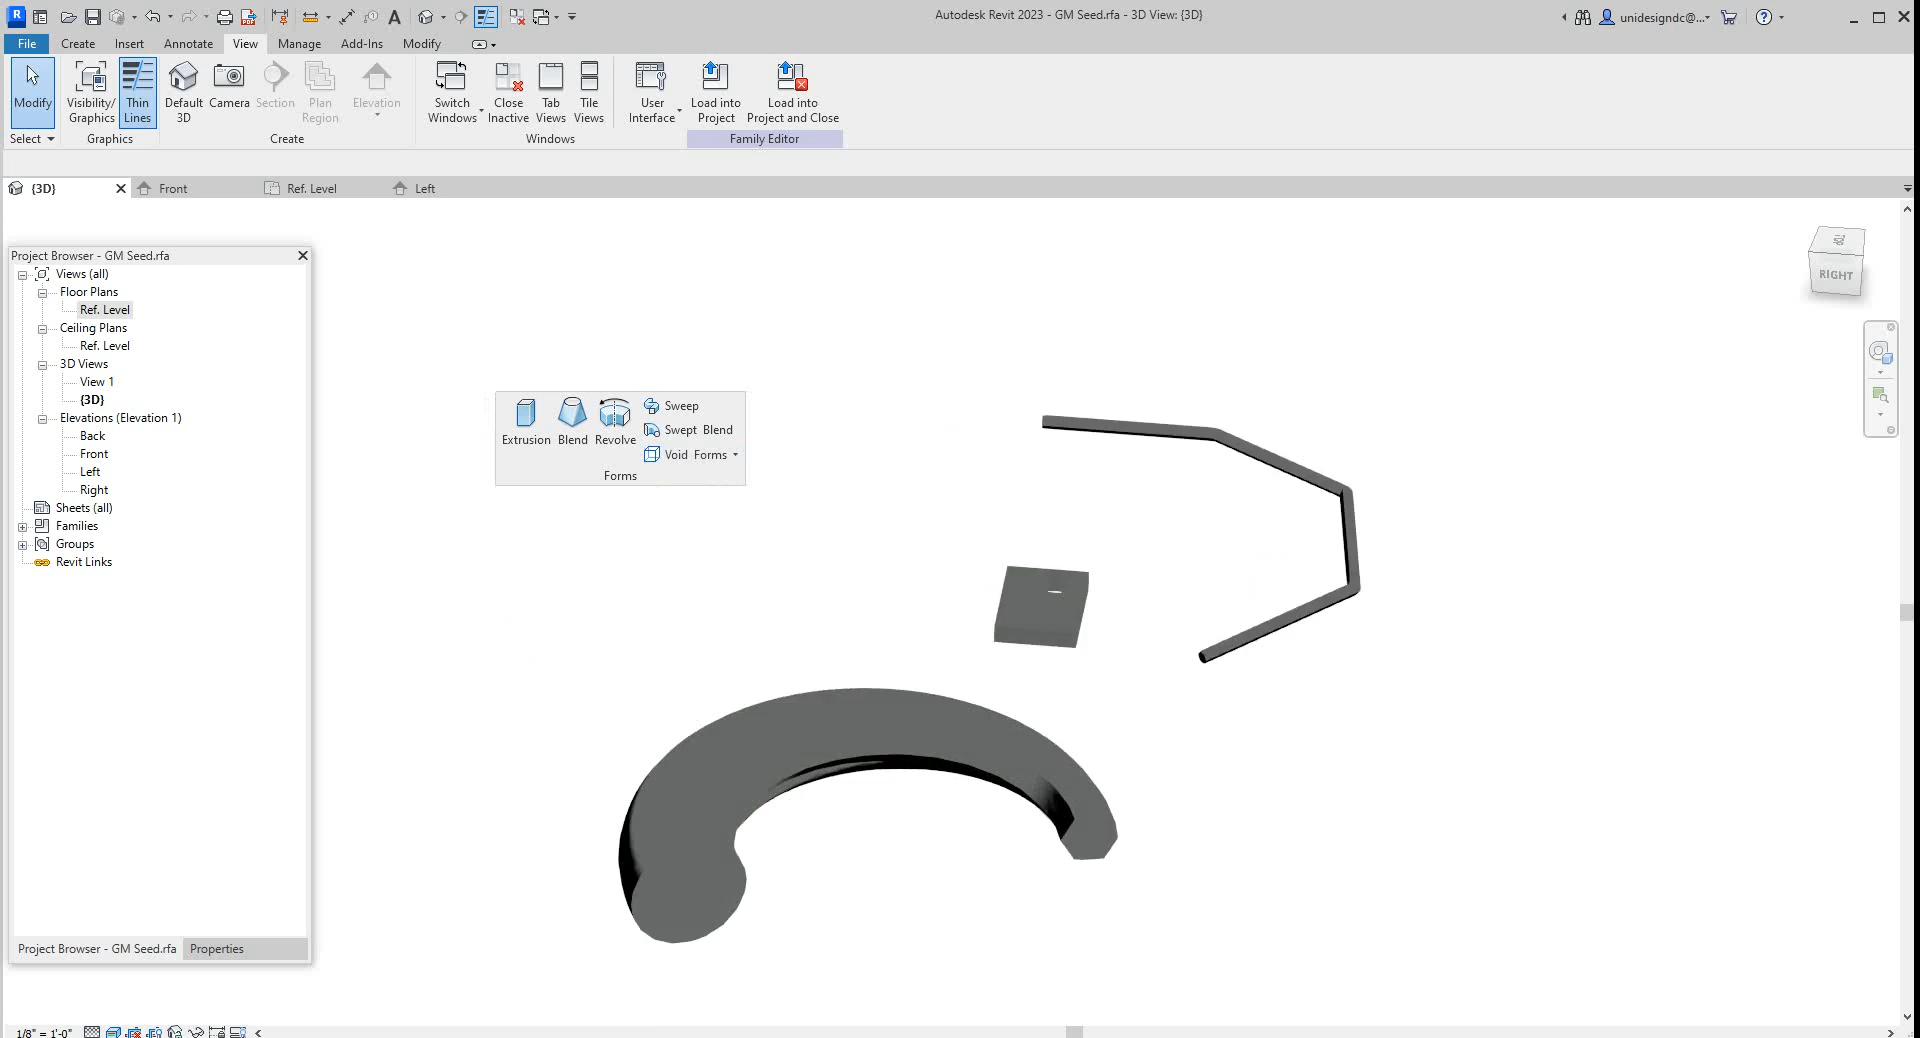 Autodesk Revit 2023 - GM Seed.rfa - 3D View: {3D}
unidesigndc@...
File Create Insert Annotate View Manage Add-Ins Modify
Modify
Visibility/ Graphics
Thin Lines
Default 3D
Camera
Section
Plan Region
Elevation
Switch Windows
Close Inactive
Tab Views
Tile Views
User Interface
Load into Project
Load into Project and Close
Select
Graphics
Create
Windows
Family Editor
{3D}
Front
Ref. Level
Left
Project Browser - GM Seed.rfa
Views (all)
Floor Plans
Ref. Level
Ceiling Plans
Ref. Level
3D Views
View 1
{3D}
Elevations (Elevation 1)
Back
Front
Left
Right
Sheets (all)
Families
Groups
Revit Links
Project Browser - GM Seed.rfa
Properties
Extrusion
Blend
Revolve
Sweep
Swept Blend
Void Forms
Forms
TOP
RIGHT
1/8" = 1'-0"